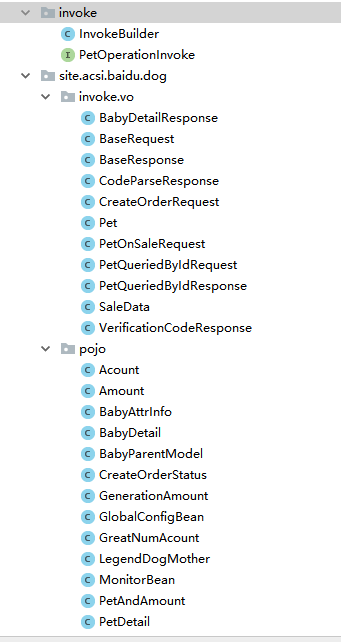 invoke
InvokeBuilder
PetOperationInvoke
site.acsi.baidu.dog
invoke.vo
BabyDetailResponse
BaseRequest
BaseResponse
CodeParseResponse
CreateOrderRequest
Pet
PetOnSaleRequest
PetQueriedByIdRequest
PetQueriedByIdResponse
SaleData
VerificationCodeResponse
pojo
Acount
Amount
BabyAttrInfo
BabyDetail
BabyParentModel
CreateOrderStatus
GenerationAmount
GlobalConfigBean
GreatNumAcount
LegendDogMother
MonitorBean
PetAndAmount
PetDetail